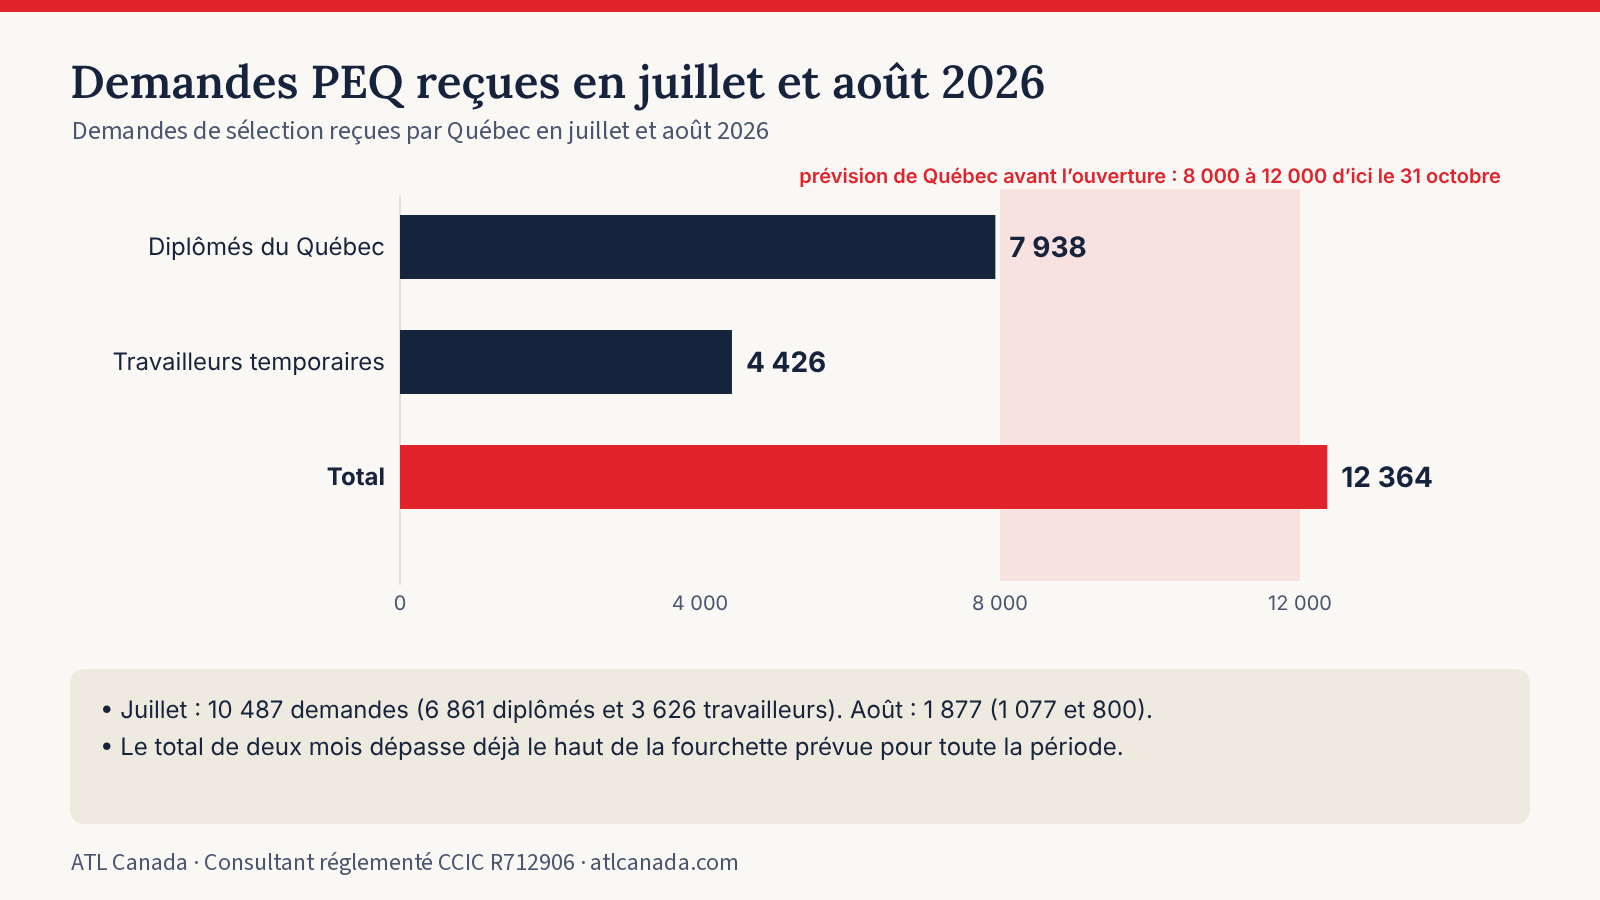 Demandes PEQ reçues en juillet et août 2026
Demandes de sélection reçues par Québec en juillet et août 2026
prévision de Québec avant l’ouverture : 8 000 à 12 000 d’ici le 31 octobre
Diplômés du Québec 7 938
Travailleurs temporaires 4 426
Total 12 364
0 4 000 8 000 12 000
• Juillet : 10 487 demandes (6 861 diplômés et 3 626 travailleurs). Août : 1 877 (1 077 et 800).
• Le total de deux mois dépasse déjà le haut de la fourchette prévue pour toute la période.
ATL Canada · Consultant réglementé CCIC R712906 · atlcanada.com